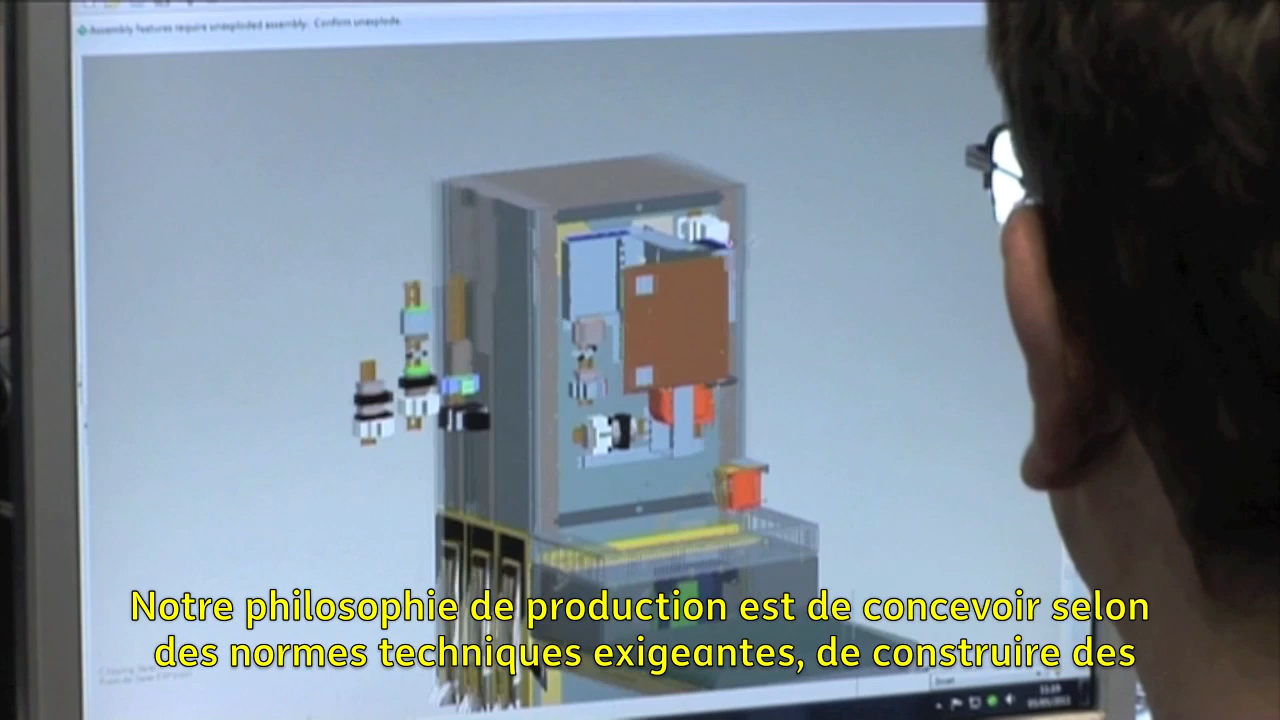 Assembly features require unexploded assembly. Confirm unexplode.
Notre philosophie de production est de concevoir selon
des normes techniques exigeantes, de construire des